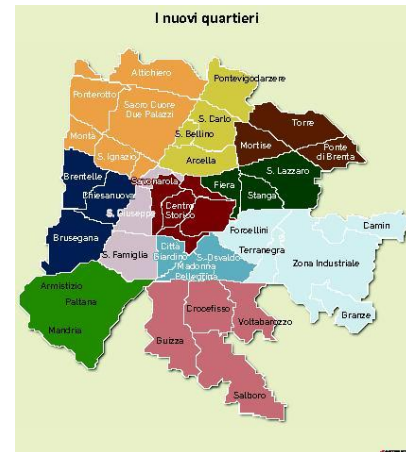 I nuovi quartieri
Altichiero
Pontevigodarzere
Ponterotto
Sacro Cuore
Due Palazzi
S. Carlo
Torre
Montà
S. Bellino
Mortise
Ponte
di Brenta
S. Ignazio
Arcella
Brentelle
Savonarola
Fiera
S. Lazzaro
Chiesanuova
Stanga
S. Giuseppe
Centro
Storico
Forcellini
Camin
Brusegana
Città
Giardino
S. Osvaldo
Terranegra
S. Famiglia
Madonna
Pellegrina
Zona Industriale
Armistizio
Paltana
Crocefisso
Voltabarozzo
Granze
Mandria
Guizza
Salboro